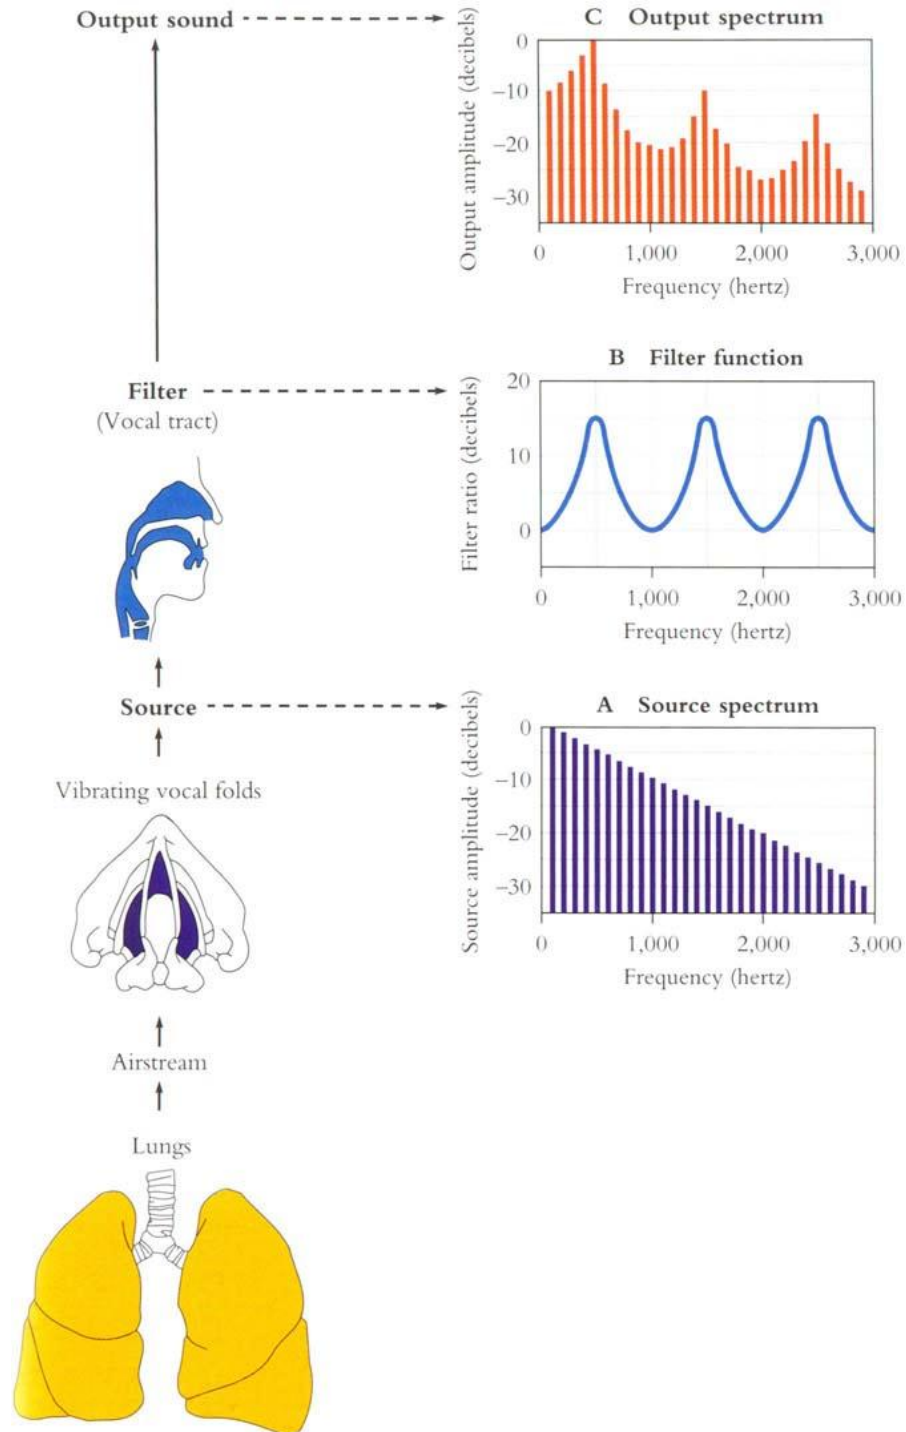 Output sound
C Output spectrum
Output amplitude (decibels)
0
−10
−20
−30
0 1,000 2,000 3,000
Frequency (hertz)
Filter
(Vocal tract)
B Filter function
Filter ratio (decibels)
20
10
0
0 1,000 2,000 3,000
Frequency (hertz)
Source
A Source spectrum
Source amplitude (decibels)
0
−10
−20
−30
0 1,000 2,000 3,000
Frequency (hertz)
Vibrating vocal folds
Airstream
Lungs